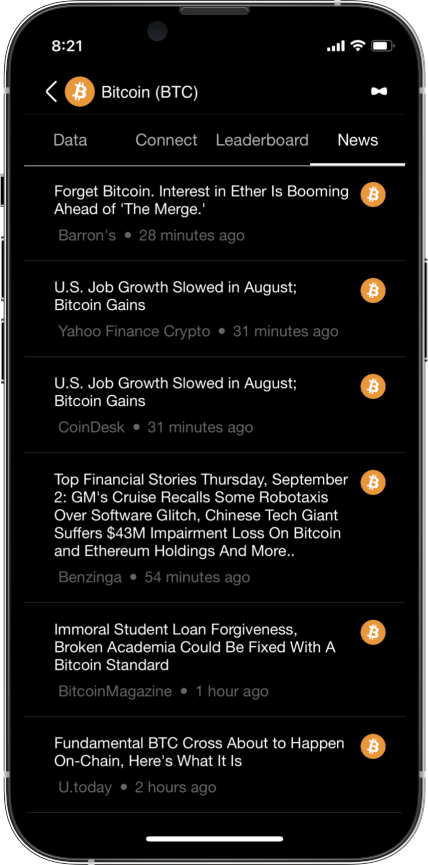 8:21
Bitcoin (BTC)
Data Connect Leaderboard News
Forget Bitcoin. Interest in Ether Is Booming
Ahead of 'The Merge.'
Barron's • 28 minutes ago
U.S. Job Growth Slowed in August;
Bitcoin Gains
Yahoo Finance Crypto • 31 minutes ago
U.S. Job Growth Slowed in August;
Bitcoin Gains
CoinDesk • 31 minutes ago
Top Financial Stories Thursday, September
2: GM's Cruise Recalls Some Robotaxis
Over Software Glitch, Chinese Tech Giant
Suffers $43M Impairment Loss On Bitcoin
and Ethereum Holdings And More..
Benzinga • 54 minutes ago
Immoral Student Loan Forgiveness,
Broken Academia Could Be Fixed With A
Bitcoin Standard
BitcoinMagazine • 1 hour ago
Fundamental BTC Cross About to Happen
On-Chain, Here's What It Is
U.today • 2 hours ago